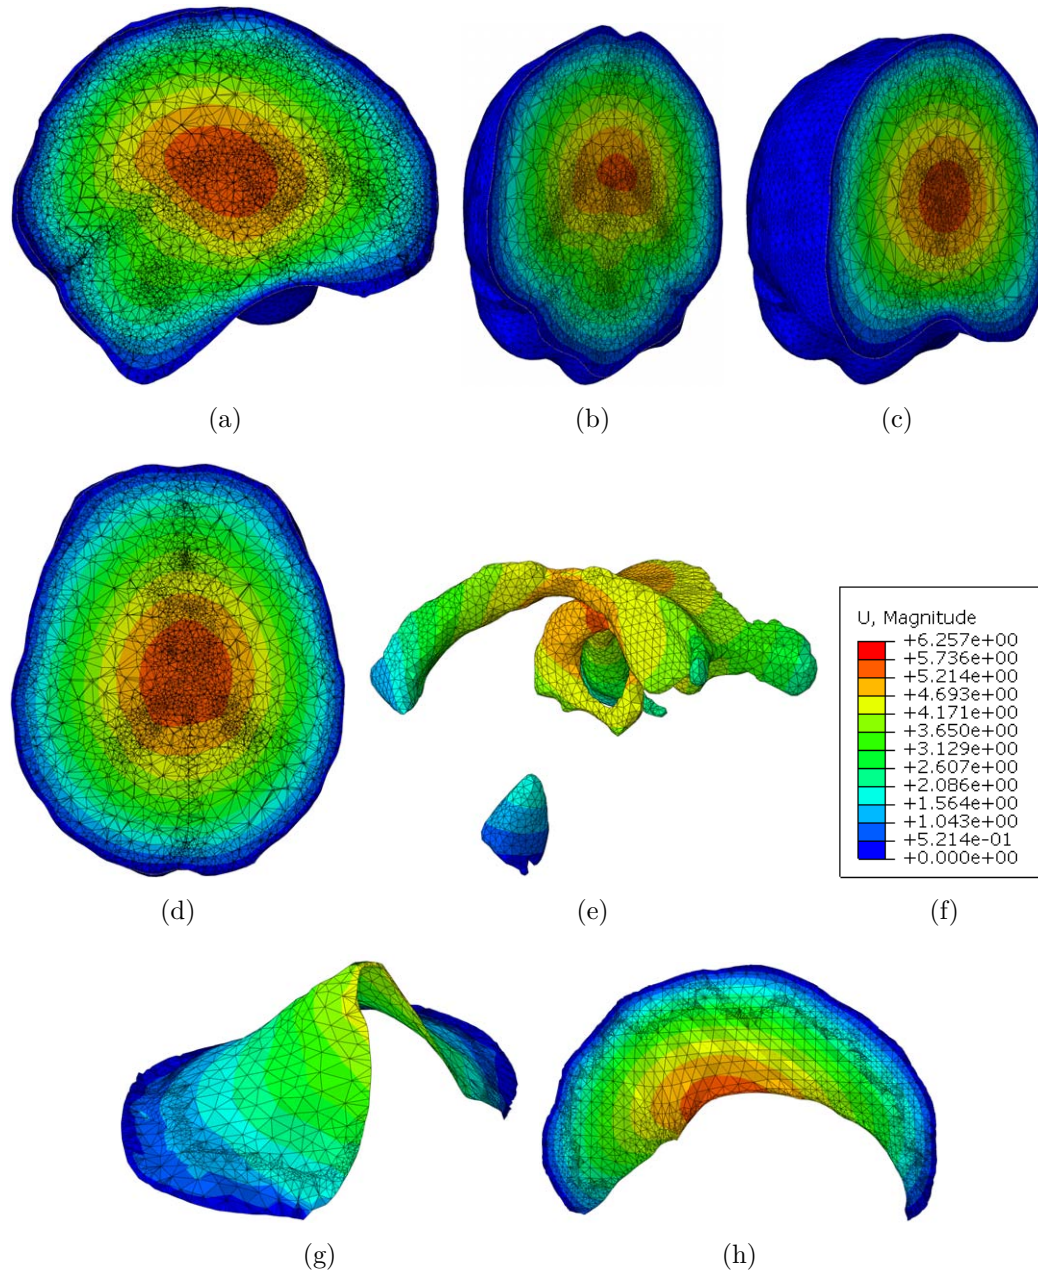 (a)
(b)
(c)
U, Magnitude
+6.257e+00
+5.736e+00
+5.214e+00
+4.693e+00
+4.171e+00
+3.650e+00
+3.129e+00
+2.607e+00
+2.086e+00
+1.564e+00
+1.043e+00
+5.214e-01
+0.000e+00
(d)
(e)
(f)
(g)
(h)